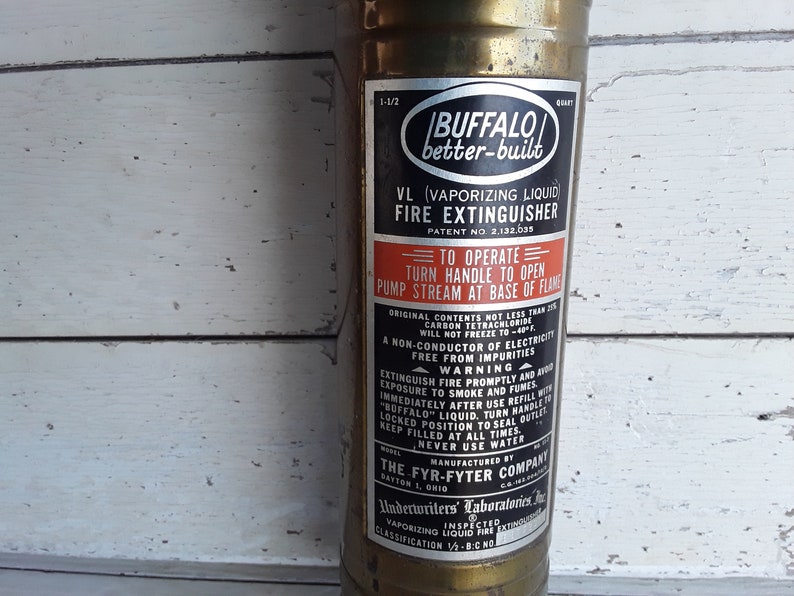 1-1/2 QUART
BUFFALO
better-built
VL (VAPORIZING LIQUID)
FIRE EXTINGUISHER
PATENT NO. 2,132,035
TO OPERATE
TURN HANDLE TO OPEN
PUMP STREAM AT BASE OF FLAME
ORIGINAL CONTENTS NOT LESS THAN 25%
CARBON TETRACHLORIDE
WILL NOT FREEZE TO -40° F.
A NON-CONDUCTOR OF ELECTRICITY
FREE FROM IMPURITIES
WARNING
EXTINGUISH FIRE PROMPTLY AND AVOID
EXPOSURE TO SMOKE AND FUMES.
IMMEDIATELY AFTER USE REFILL WITH
"BUFFALO" LIQUID. TURN HANDLE TO
LOCKED POSITION TO SEAL OUTLET.
KEEP FILLED AT ALL TIMES.
NEVER USE WATER
MODEL NO.
MANUFACTURED BY
THE FYR-FYTER COMPANY
DAYTON 1, OHIO C.G.-162.004/
Underwriters' Laboratories, Inc.
®
INSPECTED
VAPORIZING LIQUID FIRE EXTINGUISHER
CLASSIFICATION 1/2 - B:C NO.